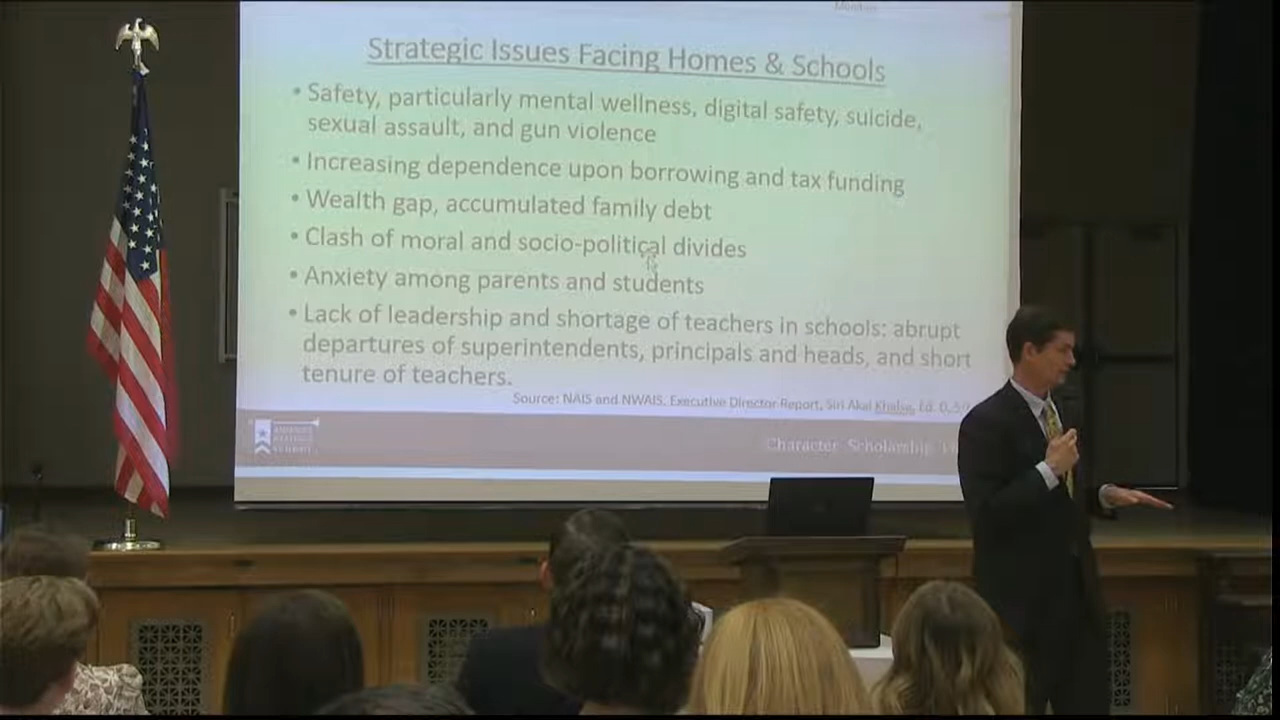 Strategic Issues Facing Homes & Schools
• Safety, particularly mental wellness, digital safety, suicide,
sexual assault, and gun violence
• Increasing dependence upon borrowing and tax funding
• Wealth gap, accumulated family debt
• Clash of moral and socio-political divides
• Anxiety among parents and students
• Lack of leadership and shortage of teachers in schools: abrupt
departures of superintendents, principals and heads, and short
tenure of teachers.
Source: NAIS and NWAIS, Executive Director Report, Siri Akal Khalsa, Ed. D,
Character Scholarship